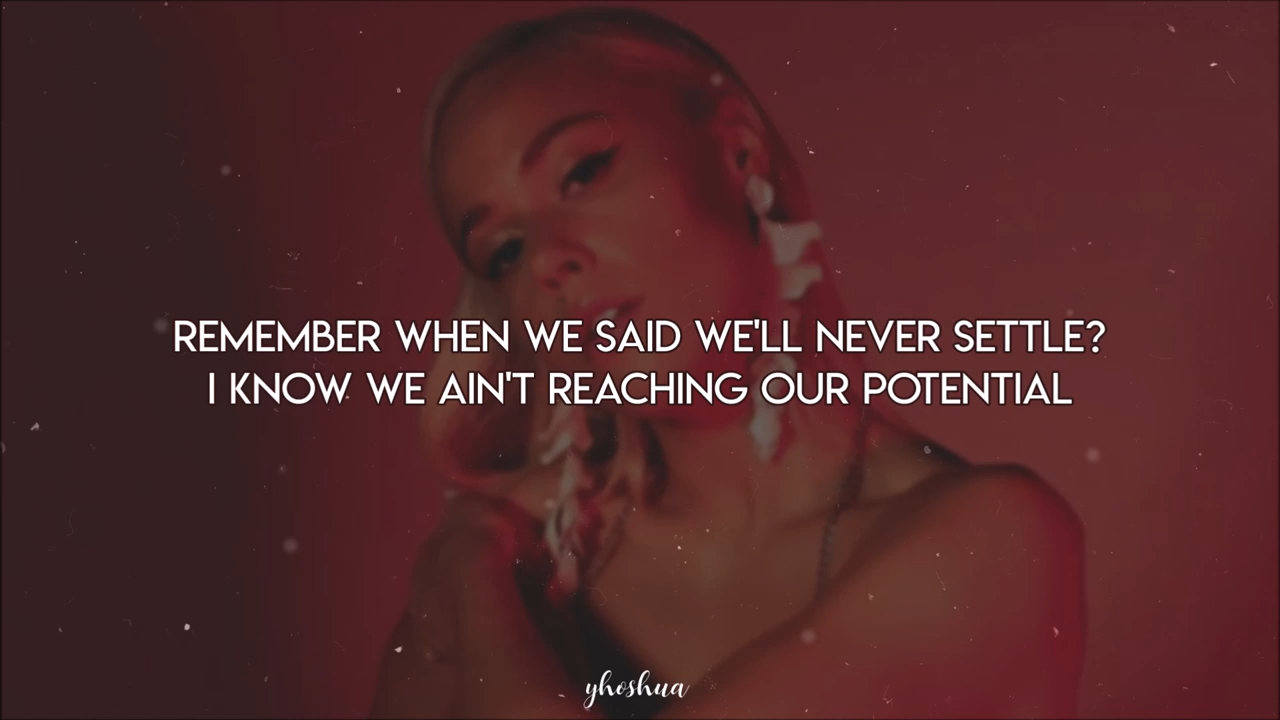 REMEMBER WHEN WE SAID WE'LL NEVER SETTLE?
I KNOW WE AIN'T REACHING OUR POTENTIAL
yhoshua